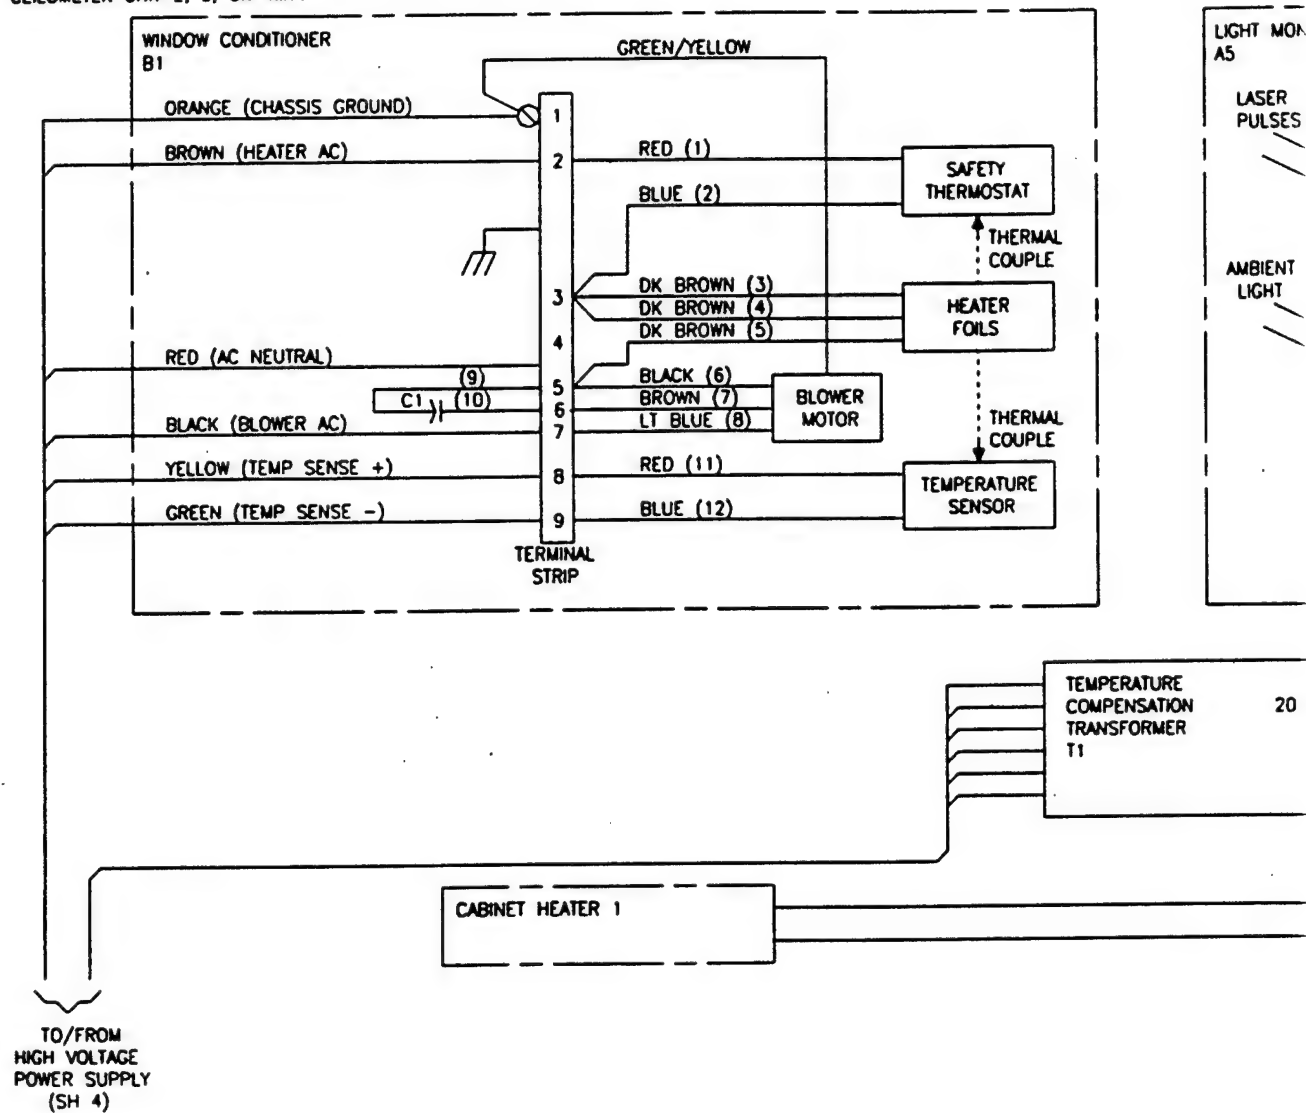 WINDOW CONDITIONER
B1
GREEN/YELLOW
ORANGE (CHASSIS GROUND)
1
BROWN (HEATER AC)
2
RED (1)
BLUE (2)
SAFETY
THERMOSTAT
THERMAL
COUPLE
3
DK BROWN (3)
DK BROWN (4)
DK BROWN (5)
HEATER
FOILS
4
RED (AC NEUTRAL)
(9)
5
BLACK (6)
C1
(10)
6
BROWN (7)
BLACK (BLOWER AC)
7
LT BLUE (8)
BLOWER
MOTOR
THERMAL
COUPLE
YELLOW (TEMP SENSE +)
8
RED (11)
GREEN (TEMP SENSE -)
9
BLUE (12)
TEMPERATURE
SENSOR
TERMINAL
STRIP
LIGHT
A5
LASER
PULSES
AMBIENT
LIGHT
TEMPERATURE
COMPENSATION
TRANSFORMER
T1
20
CABINET HEATER 1
TO/FROM
HIGH VOLTAGE
POWER SUPPLY
(SH 4)